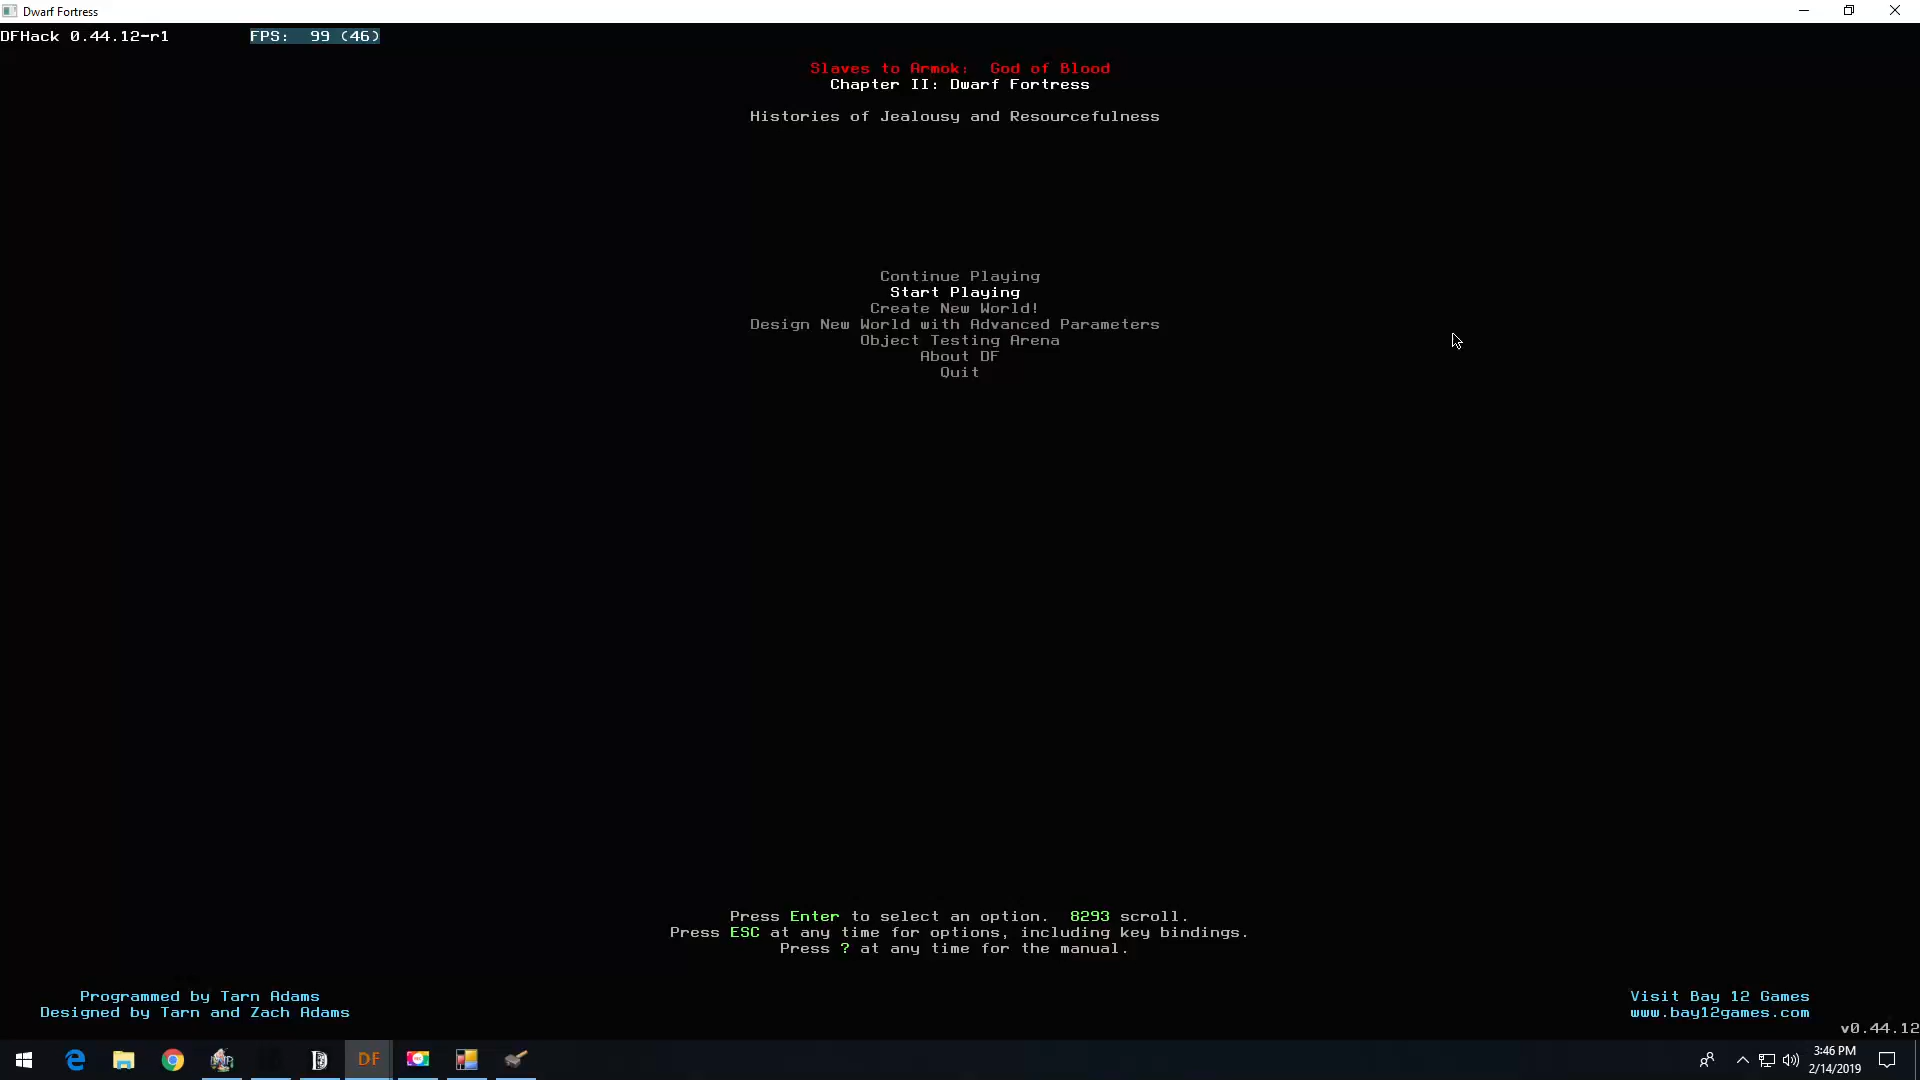 Dwarf Fortress
DFHack 0.44.12-r1 FPS: 99 (46)
Slaves to Armok: God of Blood
Chapter II: Dwarf Fortress
Histories of Jealousy and Resourcefulness
Continue Playing
Start Playing
Create New World!
Design New World with Advanced Parameters
Object Testing Arena
About DF
Quit
Press Enter to select an option. 8293 scroll.
Press ESC at any time for options, including key bindings.
Press ? at any time for the manual.
Programmed by Tarn Adams
Designed by Tarn and Zach Adams
Visit Bay 12 Games
www.bay12games.com
v0.44.12
DF
3:46 PM
2/14/2019